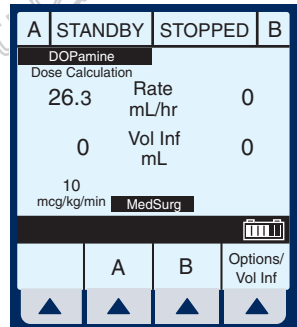 A STANDBY STOPPED B
DOPamine
Dose Calculation
26.3 Rate mL/hr 0
0 Vol Inf mL 0
10
mcg/kg/min MedSurg
A B Options/ Vol Inf